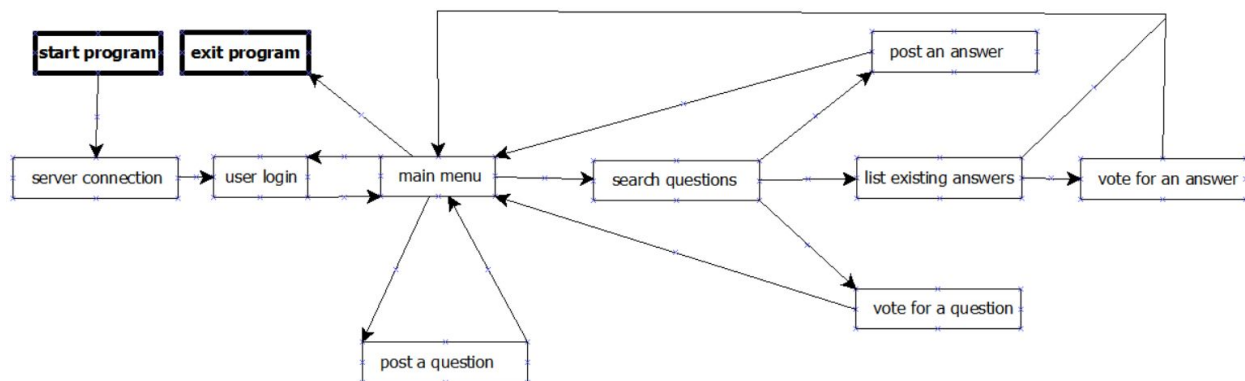 start program
exit program
post an answer
server connection
user login
main menu
search questions
list existing answers
vote for an answer
vote for a question
post a question